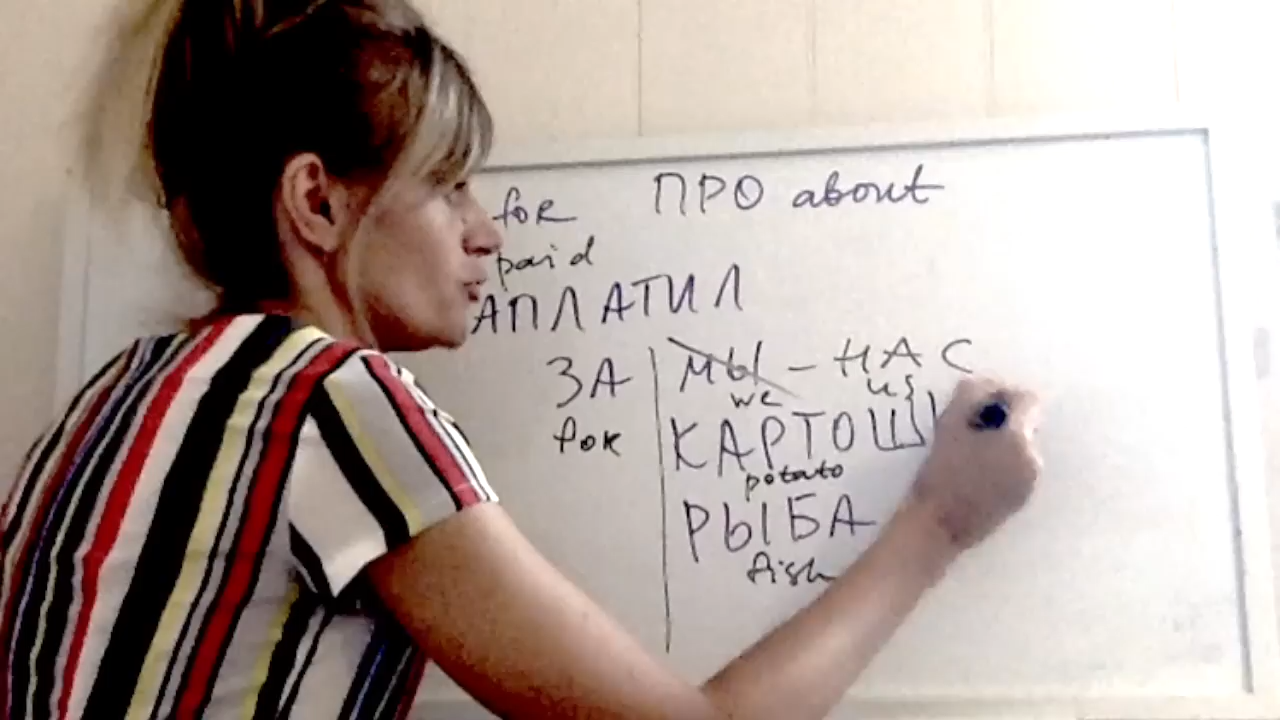 for ПРО about
paid
АПЛАТИЛ
ЗА МЫ - НАС
we us
for КАРТОШ
potato
РЫБА
fish